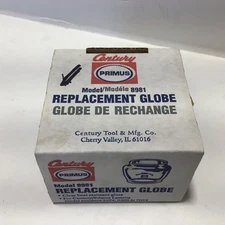 Century
PRIMUS
Model/Modèle 8981
REPLACEMENT GLOBE
GLOBE DE RECHANGE
Century Tool & Mfg. Co.
Cherry Valley, IL 61016
Century
PRIMUS
Model 8981
REPLACEMENT GLOBE